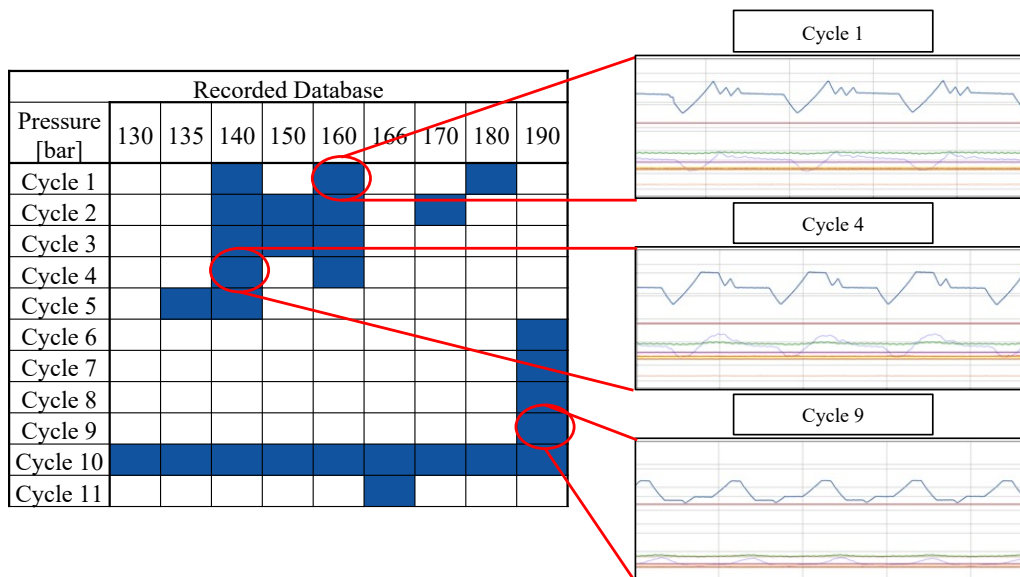 Cycle 1
Recorded Database
Pressure [bar] 130 135 140 150 160 166 170 180 190
Cycle 1
Cycle 2
Cycle 3
Cycle 4
Cycle 5
Cycle 6
Cycle 7
Cycle 8
Cycle 9
Cycle 10
Cycle 11
Cycle 4
Cycle 9